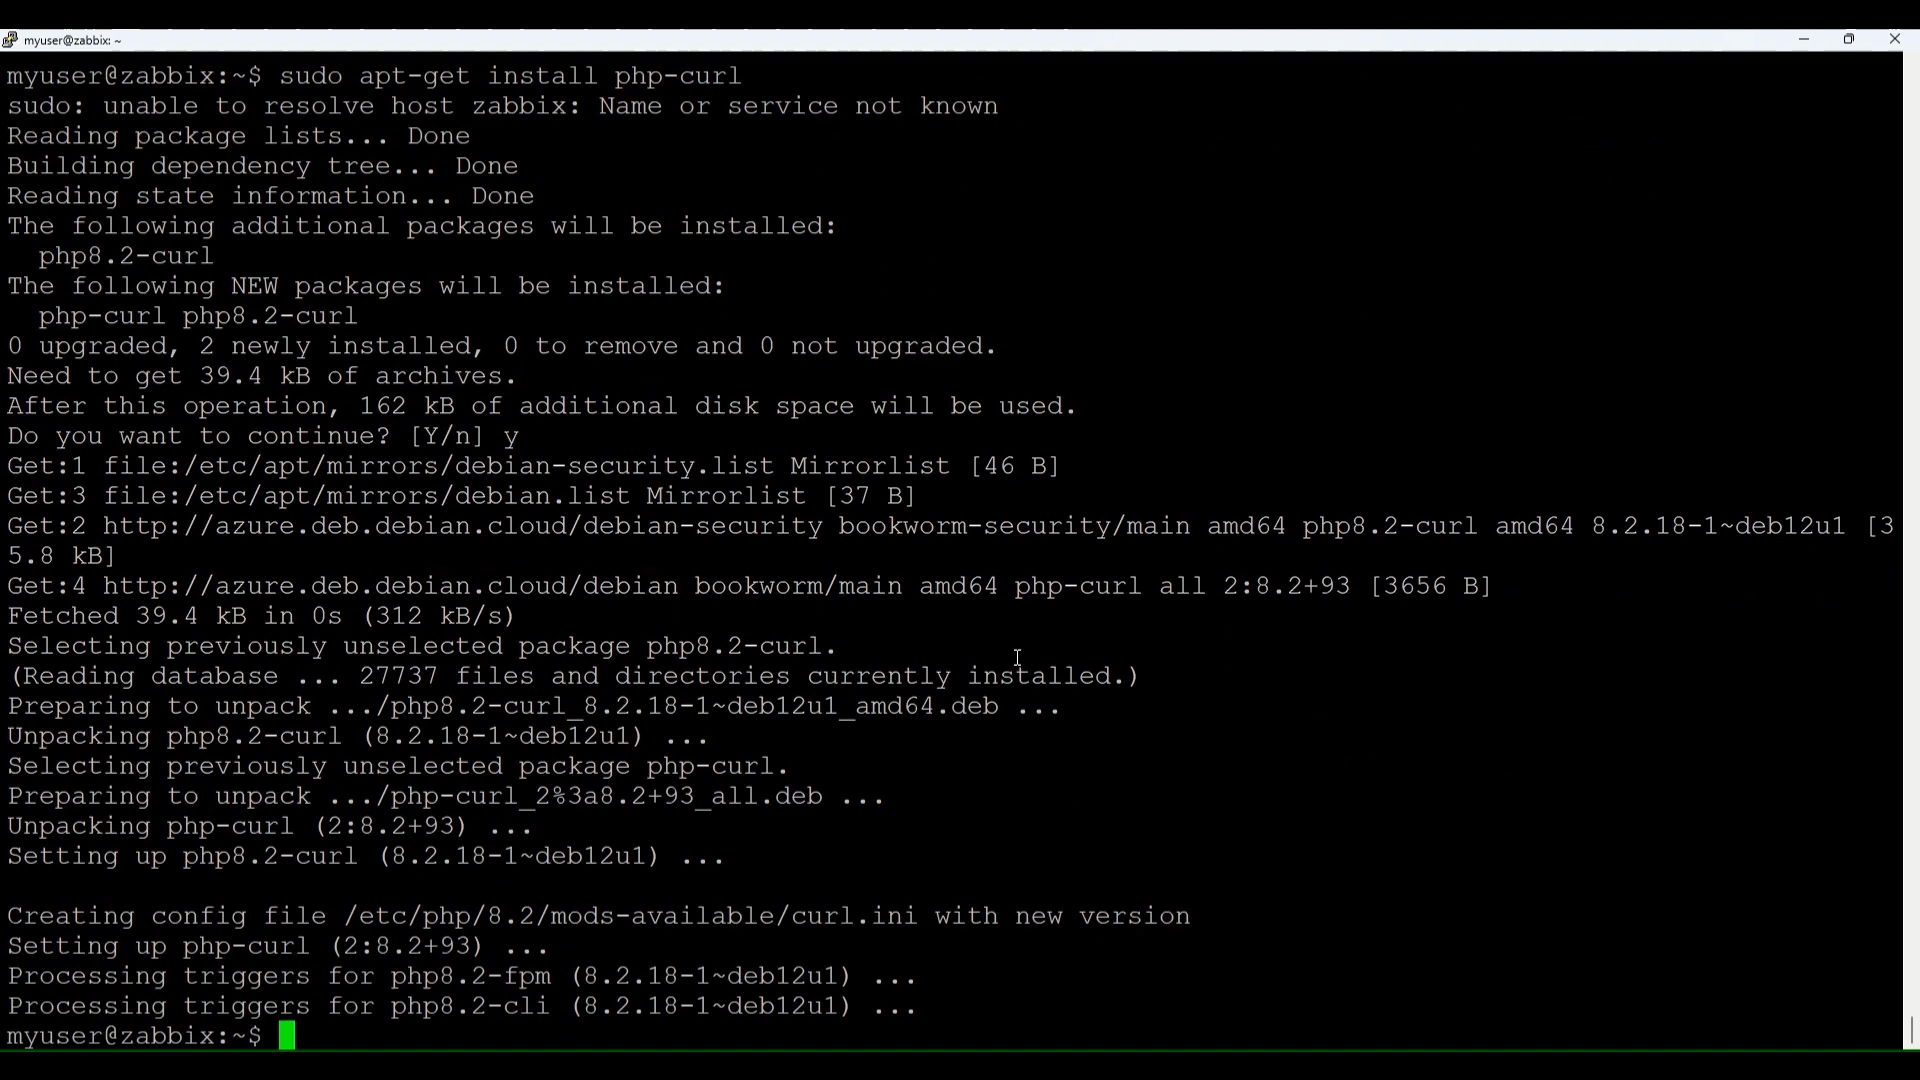 myuser@zabbix: ~
myuser@zabbix:~$ sudo apt-get install php-curl
sudo: unable to resolve host zabbix: Name or service not known
Reading package lists... Done
Building dependency tree... Done
Reading state information... Done
The following additional packages will be installed:
  php8.2-curl
The following NEW packages will be installed:
  php-curl php8.2-curl
0 upgraded, 2 newly installed, 0 to remove and 0 not upgraded.
Need to get 39.4 kB of archives.
After this operation, 162 kB of additional disk space will be used.
Do you want to continue? [Y/n] y
Get:1 file:/etc/apt/mirrors/debian-security.list Mirrorlist [46 B]
Get:3 file:/etc/apt/mirrors/debian.list Mirrorlist [37 B]
Get:2 http://azure.deb.debian.cloud/debian-security bookworm-security/main amd64 php8.2-curl amd64 8.2.18-1~deb12u1 [3
5.8 kB]
Get:4 http://azure.deb.debian.cloud/debian bookworm/main amd64 php-curl all 2:8.2+93 [3656 B]
Fetched 39.4 kB in 0s (312 kB/s)
Selecting previously unselected package php8.2-curl.
(Reading database ... 27737 files and directories currently installed.)
Preparing to unpack .../php8.2-curl_8.2.18-1~deb12u1_amd64.deb ...
Unpacking php8.2-curl (8.2.18-1~deb12u1) ...
Selecting previously unselected package php-curl.
Preparing to unpack .../php-curl_2%3a8.2+93_all.deb ...
Unpacking php-curl (2:8.2+93) ...
Setting up php8.2-curl (8.2.18-1~deb12u1) ...
Creating config file /etc/php/8.2/mods-available/curl.ini with new version
Setting up php-curl (2:8.2+93) ...
Processing triggers for php8.2-fpm (8.2.18-1~deb12u1) ...
Processing triggers for php8.2-cli (8.2.18-1~deb12u1) ...
myuser@zabbix:~$